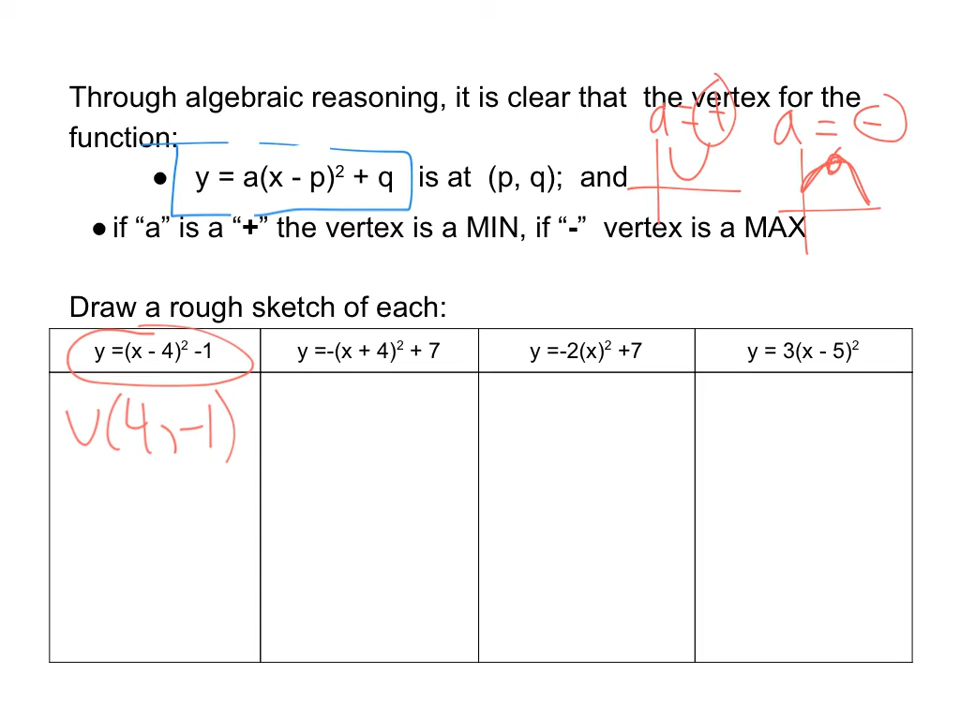 Through algebraic reasoning, it is clear that the vertex for the
function:
a = +
a = -
● y = a(x - p)² + q is at (p, q); and
● if “a” is a “+” the vertex is a MIN, if “-” vertex is a MAX
Draw a rough sketch of each:
y =(x - 4)² -1
y =-(x + 4)² + 7
y =-2(x)² +7
y = 3(x - 5)²
V(4,-1)